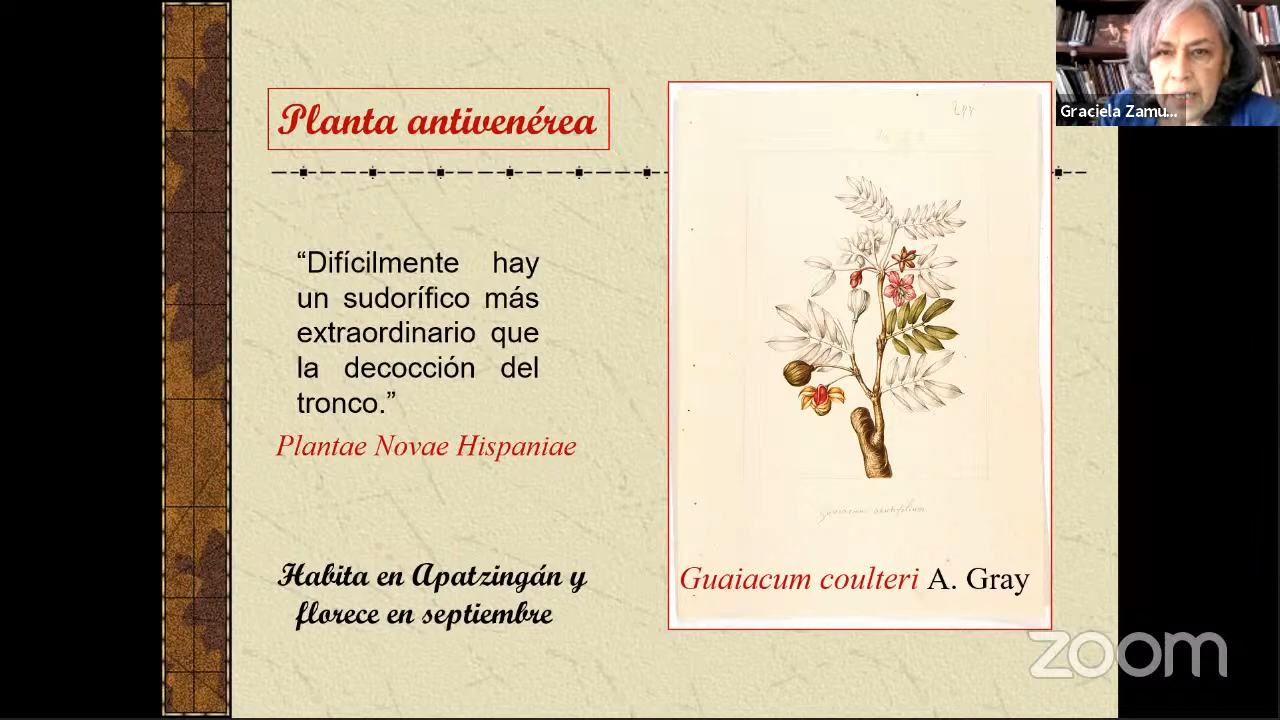 Planta antivenérea
“Difícilmente hay
un sudorífico más
extraordinario que
la decocción del
tronco.”
Plantae Novae Hispaniae
Habita en Apatzingán y
florece en septiembre
Guaiacum coulteri A. Gray
Graciela Zamu...
zoom